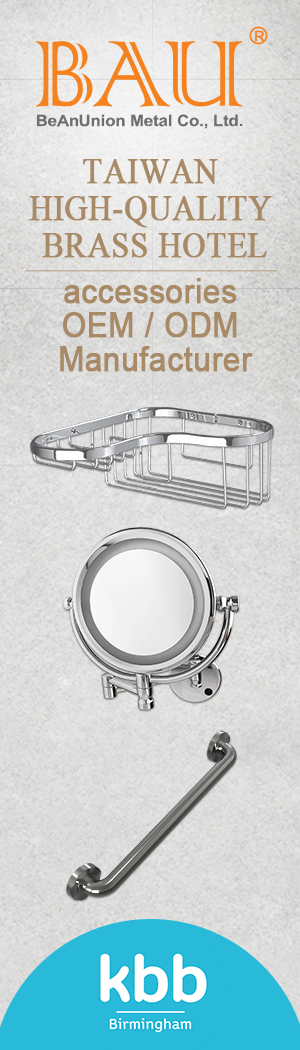 BAU®
BeAnUnion Metal Co., Ltd.
TAIWAN
HIGH-QUALITY
BRASS HOTEL
accessories
OEM / ODM
Manufacturer
kbb
Birmingham